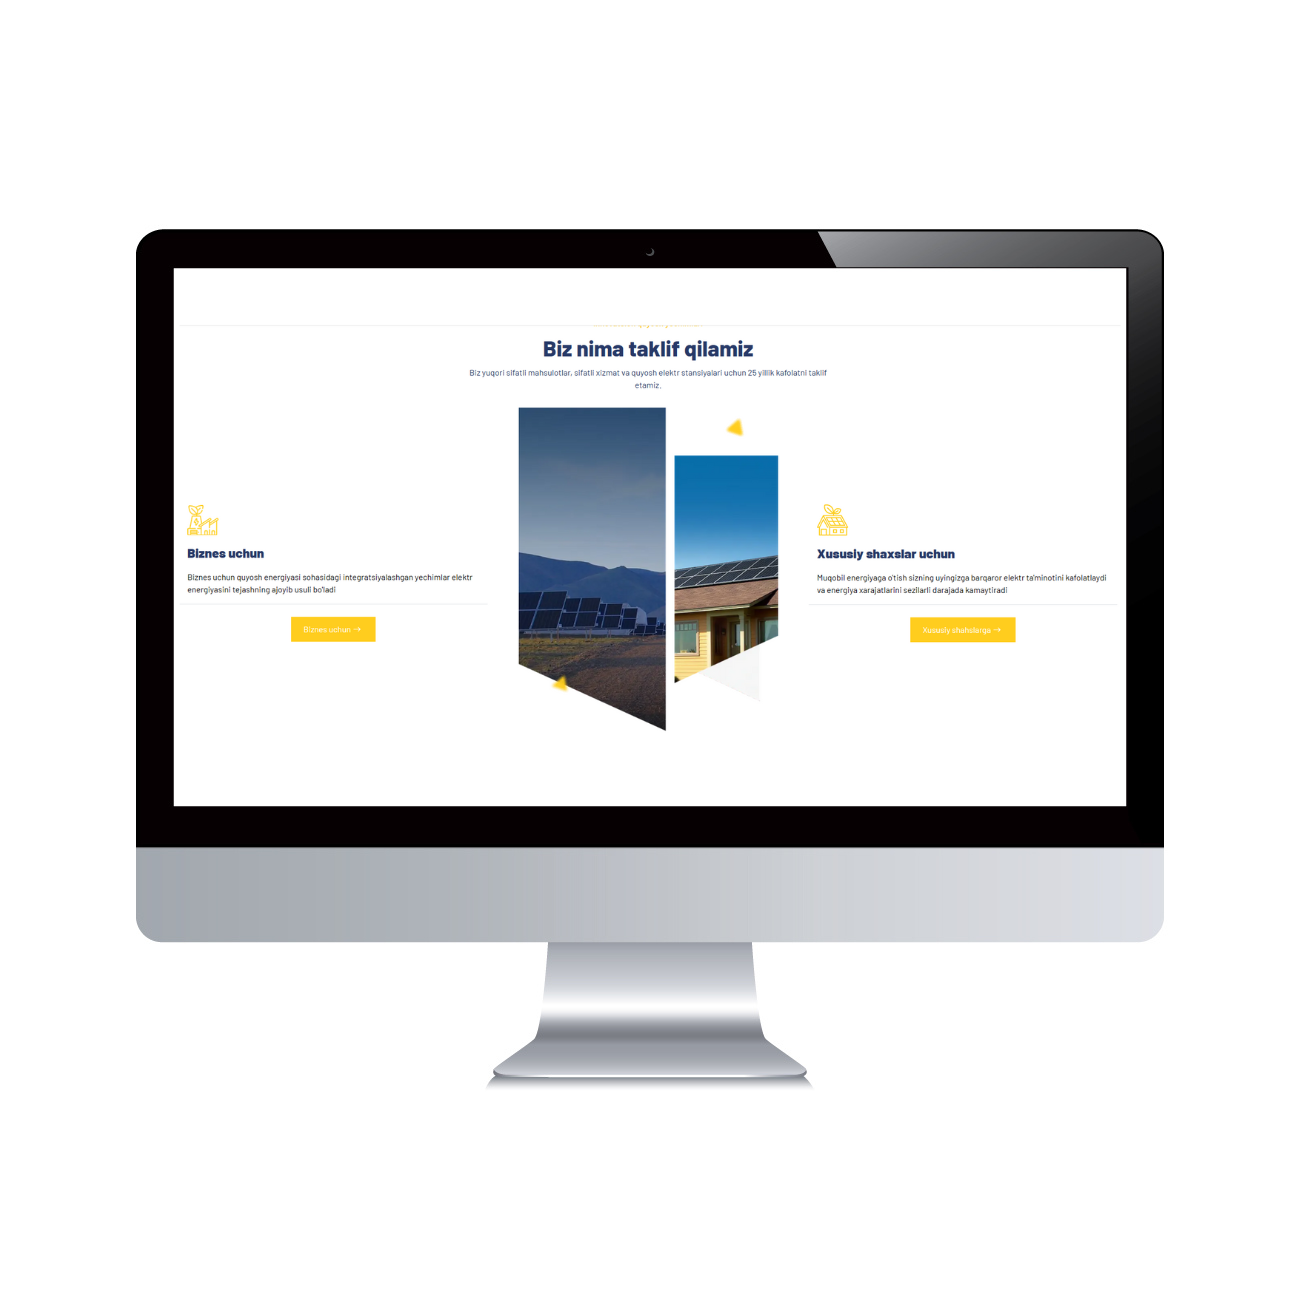 Biz nima taklif qilamiz
Biz yuqori sifatli mahsulotlar, sifatli xizmat va quyosh elektr stansiyalari uchun 25 yillik kafolatni taklif
etamiz.
Biznes uchun
Biznes uchun quyosh energiyasi sohasidagi integratsiyalashgan yechimlar elektr
energiyasini tejashning ajoyib usuli bo'ladi
Biznes uchun →
Xususiy shaxslar uchun
Muqobil energiyaga o'tish sizning uyingizga barqaror elektr ta'minotini kafolatlaydi
va energiya xarajatlarini sezilarli darajada kamaytiradi
Xususiy shahslarga →